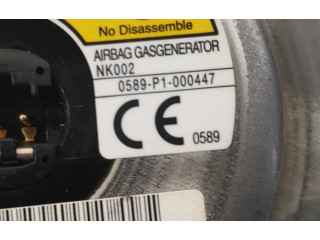 No Disassemble
AIRBAG GASGENERATOR
NK002
0589-P1-000447
CE 0589